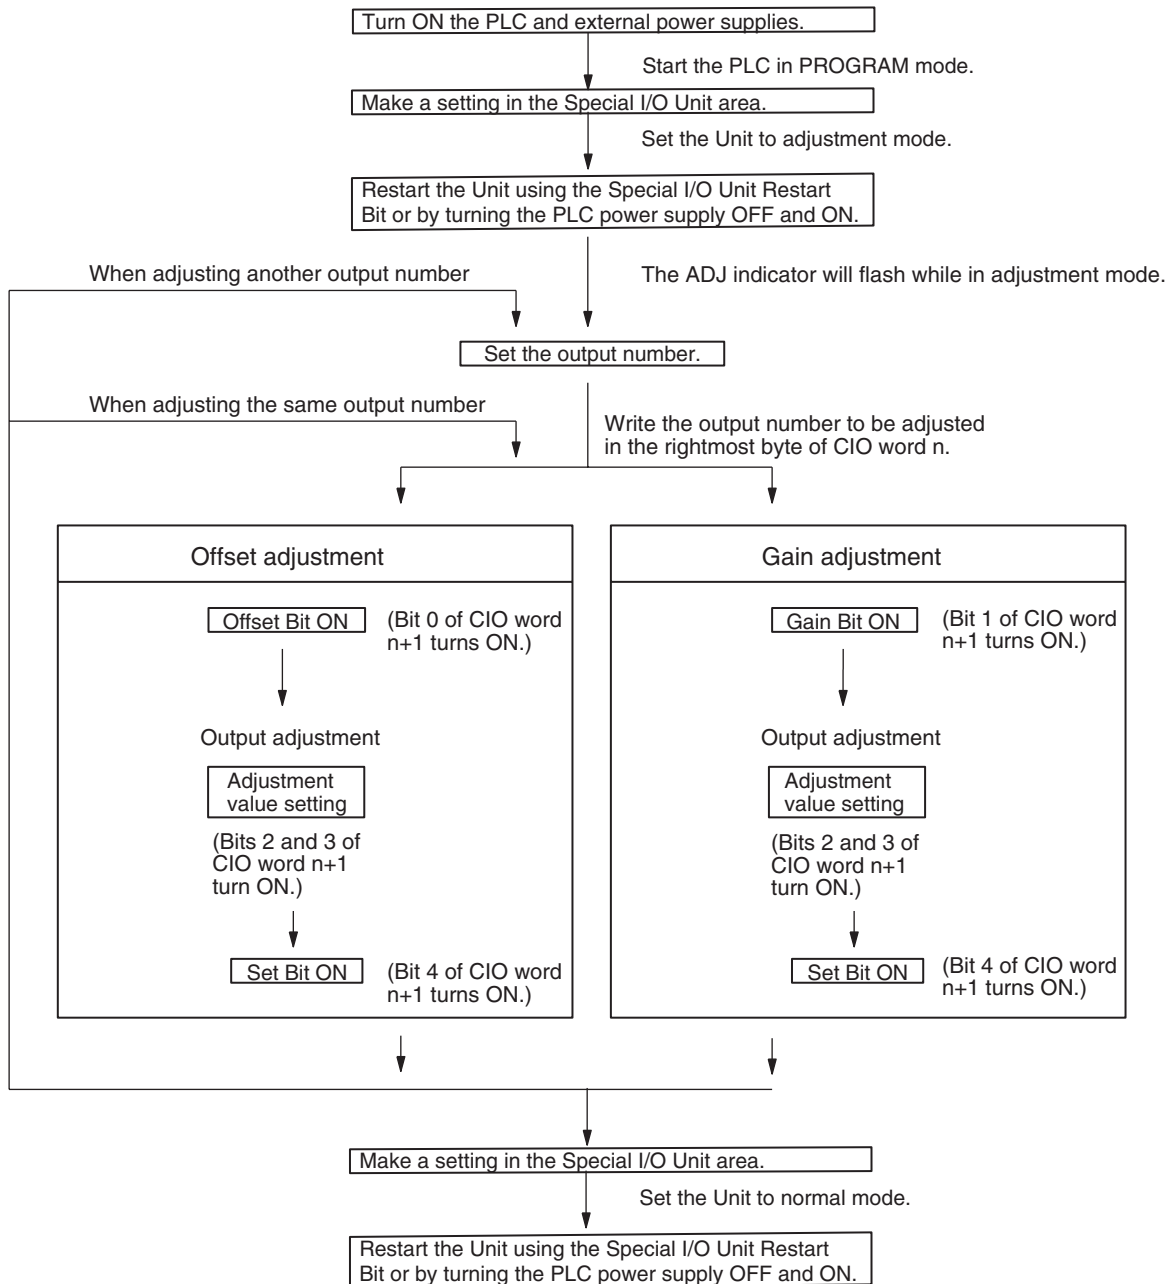 Turn ON the PLC and external power supplies.
Start the PLC in PROGRAM mode.
Make a setting in the Special I/O Unit area.
Set the Unit to adjustment mode.
Restart the Unit using the Special I/O Unit Restart
Bit or by turning the PLC power supply OFF and ON.
When adjusting another output number
The ADJ indicator will flash while in adjustment mode.
Set the output number.
When adjusting the same output number
Write the output number to be adjusted
in the rightmost byte of CIO word n.
Offset adjustment
Offset Bit ON
(Bit 0 of CIO word
n+1 turns ON.)
Output adjustment
Adjustment
value setting
(Bits 2 and 3 of
CIO word n+1
turn ON.)
Set Bit ON
(Bit 4 of CIO word
n+1 turns ON.)
Gain adjustment
Gain Bit ON
(Bit 1 of CIO word
n+1 turns ON.)
Output adjustment
Adjustment
value setting
(Bits 2 and 3 of
CIO word n+1
turn ON.)
Set Bit ON
(Bit 4 of CIO word
n+1 turns ON.)
Make a setting in the Special I/O Unit area.
Set the Unit to normal mode.
Restart the Unit using the Special I/O Unit Restart
Bit or by turning the PLC power supply OFF and ON.